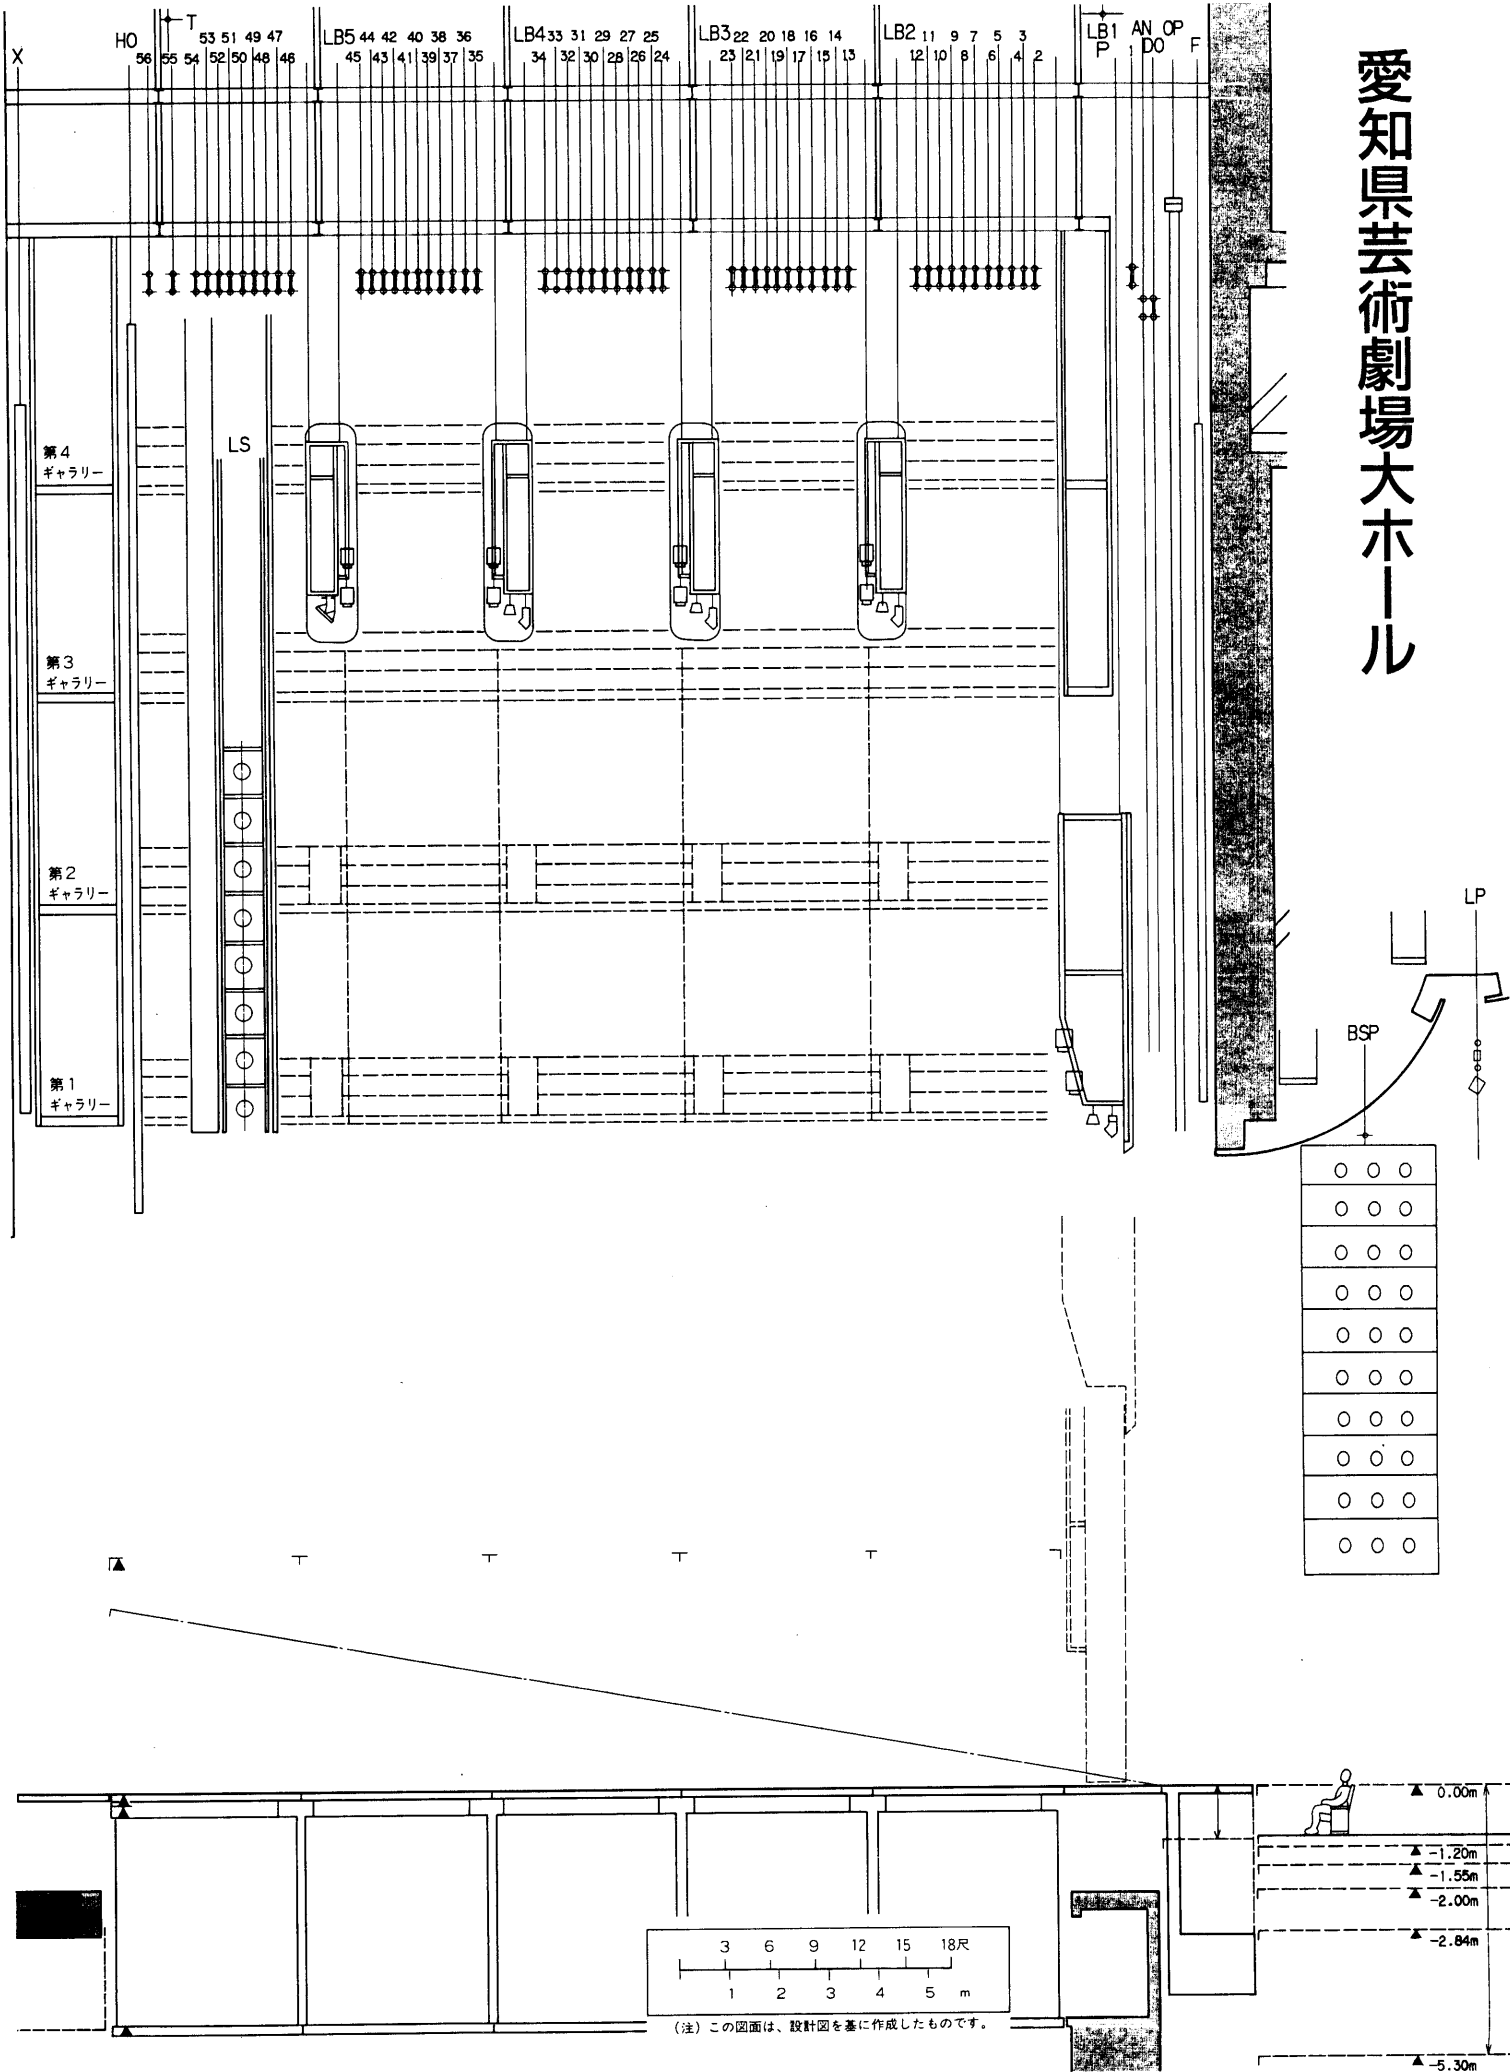 愛知県芸術劇場大ホール
X HO T LB5 LB4 LB3 LB2 LB1 AN OP
P DO F
53 51 49 47 44 42 40 38 36 33 31 29 27 25 22 20 18 16 14 11 9 7 5 3
56 55 54 52 50 48 46 45 43 41 39 37 35 34 32 30 28 26 24 23 21 19 17 15 13 12 10 8 6 4 2 1
LS
第4
ギャラリー
第3
ギャラリー
第2
ギャラリー
第1
ギャラリー
LP
BSP
0.00m
-1.20m
-1.55m
-2.00m
-2.84m
-5.30m
3 6 9 12 15 18尺
1 2 3 4 5 m
(注)この図面は、設計図を基に作成したものです。